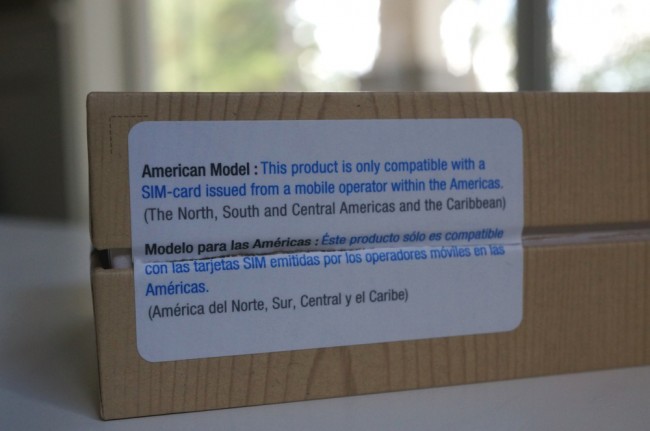 American Model : This product is only compatible with a
SIM-card issued from a mobile operator within the Americas.
(The North, South and Central Americas and the Caribbean)
Modelo para las Américas : Éste producto sólo es compatible
con las tarjetas SIM emitidas por los operadores móviles en las
Américas.
(América del Norte, Sur, Central y el Caribe)